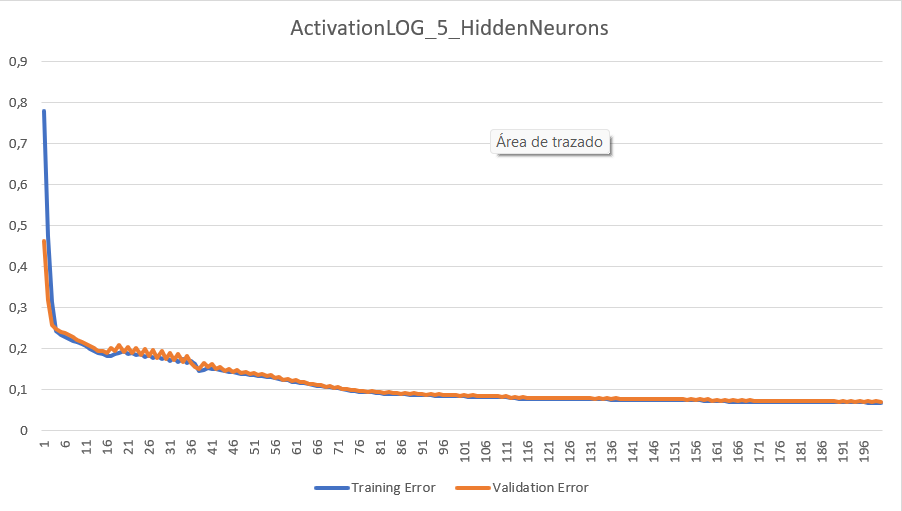 ActivationLOG_5_HiddenNeurons
0,9
0,8
0,7
0,6
0,5
0,4
0,3
0,2
0,1
0
Área de trazado
1 6 11 16 21 26 31 36 41 46 51 56 61 66 71 76 81 86 91 96 101 106 111 116 121 126 131 136 141 146 151 156 161 166 171 176 181 186 191 196
Training Error Validation Error